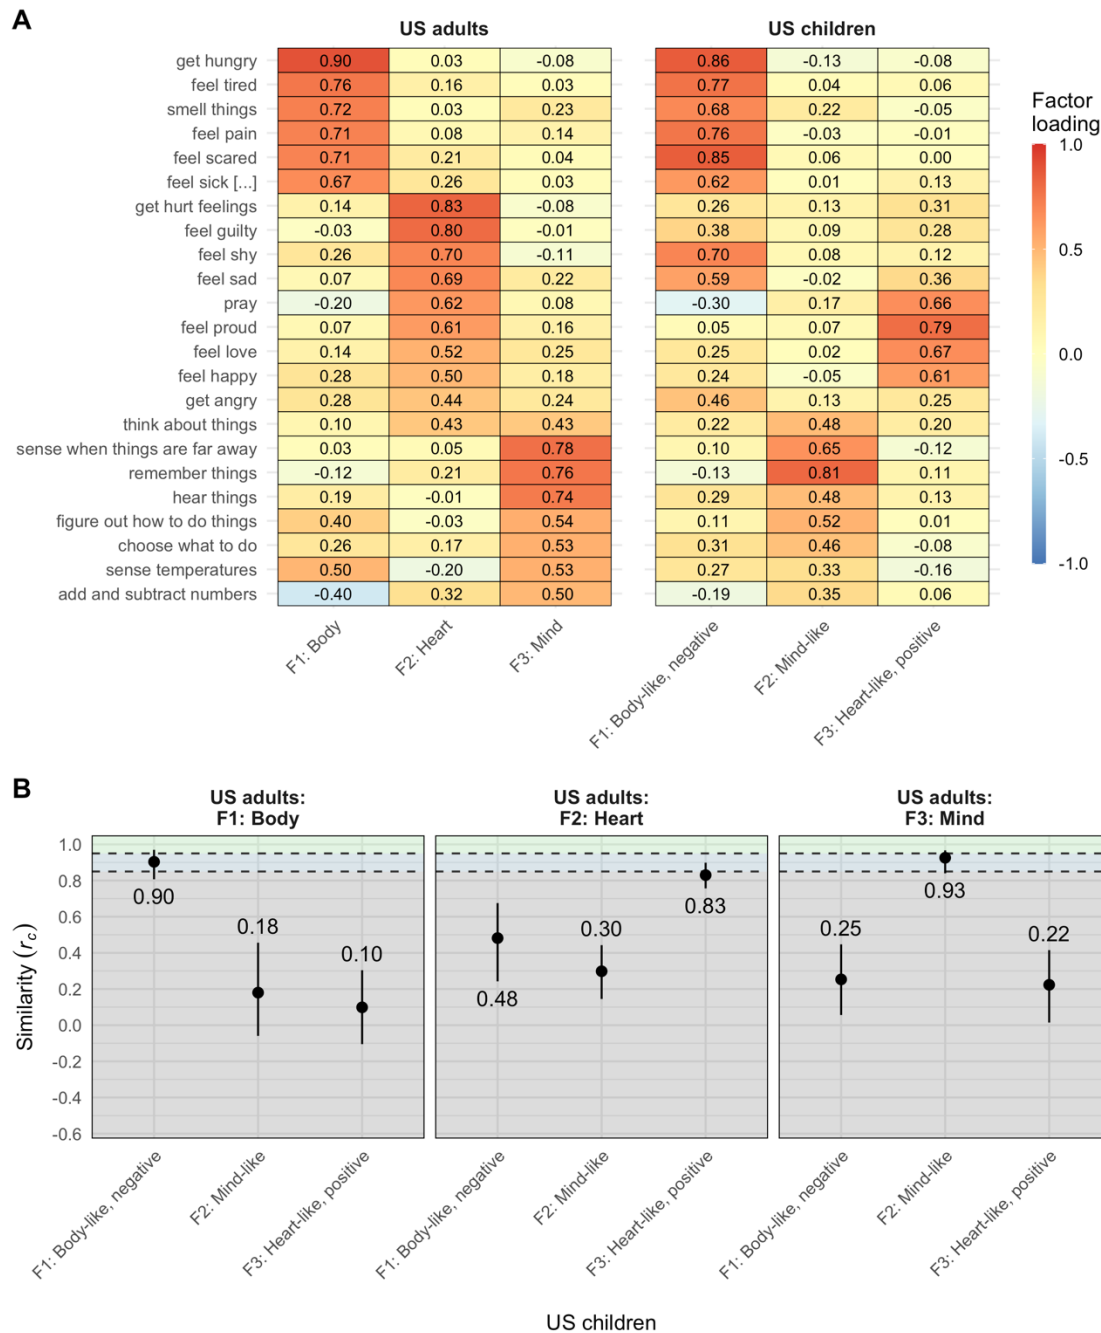 A
US adults
US children
get hungry 0.90 0.03 -0.08 0.86 -0.13 -0.08
feel tired 0.76 0.16 0.03 0.77 0.04 0.06
smell things 0.72 0.03 0.23 0.68 0.22 -0.05
feel pain 0.71 0.08 0.14 0.76 -0.03 -0.01
feel scared 0.71 0.21 0.04 0.85 0.06 0.00
feel sick [...] 0.67 0.26 0.03 0.62 0.01 0.13
get hurt feelings 0.14 0.83 -0.08 0.26 0.13 0.31
feel guilty -0.03 0.80 -0.01 0.38 0.09 0.28
feel shy 0.26 0.70 -0.11 0.70 0.08 0.12
feel sad 0.07 0.69 0.22 0.59 -0.02 0.36
pray -0.20 0.62 0.08 -0.30 0.17 0.66
feel proud 0.07 0.61 0.16 0.05 0.07 0.79
feel love 0.14 0.52 0.25 0.25 0.02 0.67
feel happy 0.28 0.50 0.18 0.24 -0.05 0.61
get angry 0.28 0.44 0.24 0.46 0.13 0.25
think about things 0.10 0.43 0.43 0.22 0.48 0.20
sense when things are far away 0.03 0.05 0.78 0.10 0.65 -0.12
remember things -0.12 0.21 0.76 -0.13 0.81 0.11
hear things 0.19 -0.01 0.74 0.29 0.48 0.13
figure out how to do things 0.40 -0.03 0.54 0.11 0.52 0.01
choose what to do 0.26 0.17 0.53 0.31 0.46 -0.08
sense temperatures 0.50 -0.20 0.53 0.27 0.33 -0.16
add and subtract numbers -0.40 0.32 0.50 -0.19 0.35 0.06
F1: Body
F2: Heart
F3: Mind
F1: Body-like, negative
F2: Mind-like
F3: Heart-like, positive
Factor
loading
1.0
0.5
0.0
-0.5
-1.0
B
US adults:
F1: Body
US adults:
F2: Heart
US adults:
F3: Mind
Similarity (rc)
1.0
0.8
0.6
0.4
0.2
0.0
-0.2
-0.4
-0.6
0.90
0.18
0.10
0.48
0.30
0.83
0.25
0.93
0.22
F1: Body-like, negative
F2: Mind-like
F3: Heart-like, positive
F1: Body-like, negative
F2: Mind-like
F3: Heart-like, positive
F1: Body-like, negative
F2: Mind-like
F3: Heart-like, positive
US children